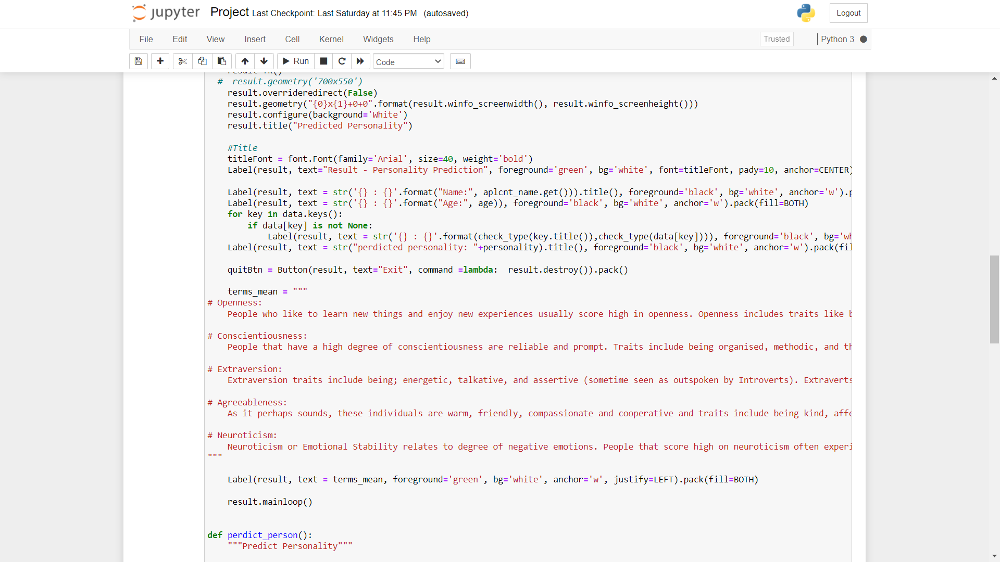 jupyter Project Last Checkpoint: Last Saturday at 11:45 PM (autosaved) Logout
File Edit View Insert Cell Kernel Widgets Help Trusted Python 3
Run Code
# result.geometry('700x550')
result.overrideredirect(False)
result.geometry("{0}x{1}+0+0".format(result.winfo_screenwidth(), result.winfo_screenheight()))
result.configure(background='White')
result.title("Predicted Personality")
#Title
titleFont = font.Font(family='Arial', size=40, weight='bold')
Label(result, text="Result - Personality Prediction", foreground='green', bg='white', font=titleFont, pady=10, anchor=CENTER)
Label(result, text = str('{} : {}'.format("Name:", aplcnt_name.get())).title(), foreground='black', bg='white', anchor='w').p
Label(result, text = str('{} : {}'.format("Age:", age)), foreground='black', bg='white', anchor='w').pack(fill=BOTH)
for key in data.keys():
if data[key] is not None:
Label(result, text = str('{} : {}'.format(check_type(key.title()),check_type(data[key]))), foreground='black', bg='wh
Label(result, text = str("perdicted personality: "+personality).title(), foreground='black', bg='white', anchor='w').pack(fil
quitBtn = Button(result, text="Exit", command =lambda:  result.destroy()).pack()
terms_mean = """
# Openness:
People who like to learn new things and enjoy new experiences usually score high in openness. Openness includes traits like b
# Conscientiousness:
People that have a high degree of conscientiousness are reliable and prompt. Traits include being organised, methodic, and th
# Extraversion:
Extraversion traits include being; energetic, talkative, and assertive (sometime seen as outspoken by Introverts). Extraverts
# Agreeableness:
As it perhaps sounds, these individuals are warm, friendly, compassionate and cooperative and traits include being kind, affe
# Neuroticism:
Neuroticism or Emotional Stability relates to degree of negative emotions. People that score high on neuroticism often experi
"""
Label(result, text = terms_mean, foreground='green', bg='white', anchor='w', justify=LEFT).pack(fill=BOTH)
result.mainloop()
def perdict_person():
"""Predict Personality"""